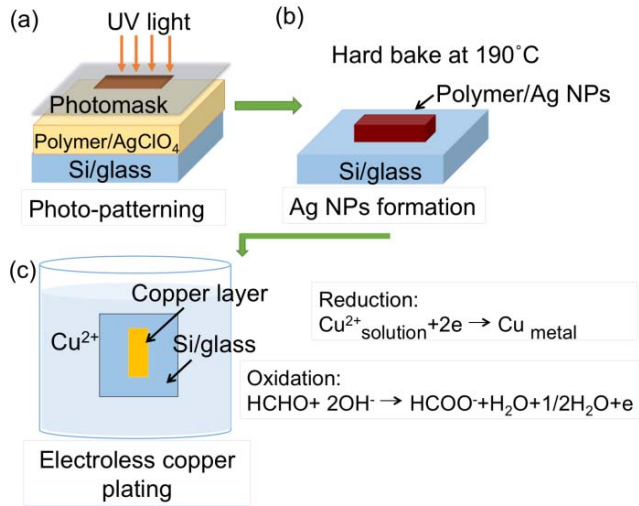 (a)
UV light
Photomask
Polymer/AgClO₄
Si/glass
Photo-patterning
(b)
Hard bake at 190˚C
Polymer/Ag NPs
Si/glass
Ag NPs formation
(c)
Copper layer
Cu²⁺
Si/glass
Electroless copper
plating
Reduction:
Cu²⁺solution+2e → Cu metal
Oxidation:
HCHO+ 2OH⁻ → HCOO⁻+H₂O+1/2H₂O+e